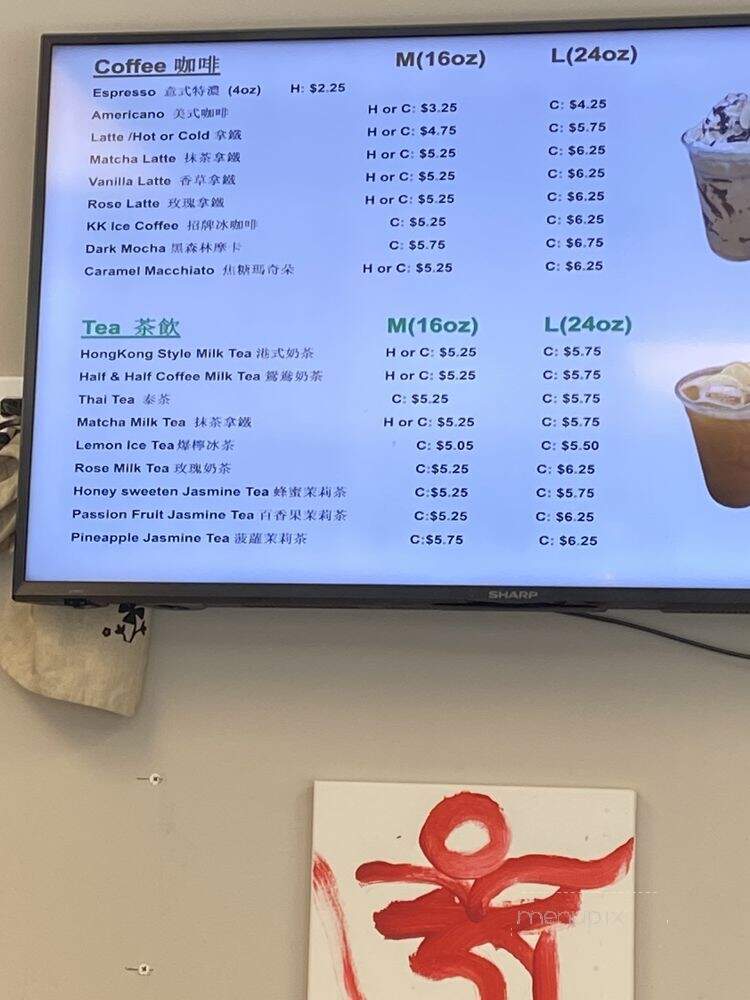 Coffee 咖啡 M(16oz) L(24oz)
Espresso 意式特濃 (4oz) H: $2.25
Americano 美式咖啡 H or C: $3.25 C: $4.25
Latte /Hot or Cold 拿鐵 H or C: $4.75 C: $5.75
Matcha Latte 抹茶拿鐵 H or C: $5.25 C: $6.25
Vanilla Latte 香草拿鐵 H or C: $5.25 C: $6.25
Rose Latte 玫瑰拿鐵 H or C: $5.25 C: $6.25
KK Ice Coffee 招牌冰咖啡 C: $5.25 C: $6.25
Dark Mocha 黑森林摩卡 C: $5.75 C: $6.75
Caramel Macchiato 焦糖瑪奇朵 H or C: $5.25 C: $6.25
Tea 茶飲 M(16oz) L(24oz)
HongKong Style Milk Tea 港式奶茶 H or C: $5.25 C: $5.75
Half & Half Coffee Milk Tea 鴛鴦奶茶 H or C: $5.25 C: $5.75
Thai Tea 泰茶 C: $5.25 C: $5.75
Matcha Milk Tea 抹茶拿鐵 H or C: $5.25 C: $5.75
Lemon Ice Tea 爆檸冰茶 C: $5.05 C: $5.50
Rose Milk Tea 玫瑰奶茶 C:$5.25 C: $6.25
Honey sweeten Jasmine Tea 蜂蜜茉莉茶 C:$5.25 C: $5.75
Passion Fruit Jasmine Tea 百香果茉莉茶 C:$5.25 C: $6.25
Pineapple Jasmine Tea 菠蘿茉莉茶 C:$5.75 C: $6.25
SHARP
menupix